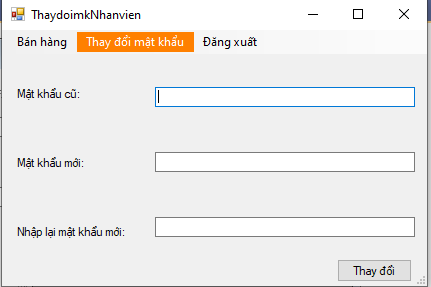 ThaydoimkNhanvien
Bán hàng Thay đổi mật khẩu Đăng xuất
Mật khẩu cũ:
Mật khẩu mới:
Nhập lại mật khẩu mới:
Thay đổi